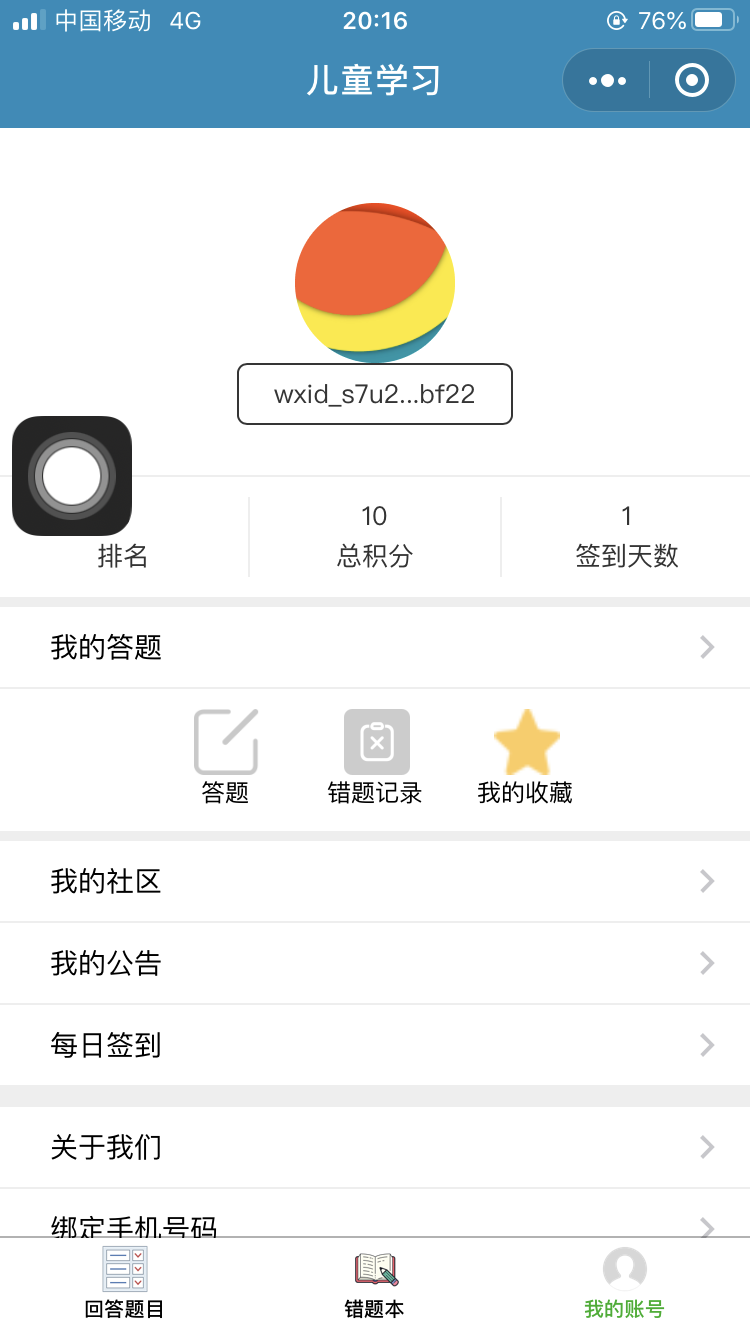 中国移动 4G 20:16 76%
儿童学习
wxid_s7u2...bf22
10 1
排名 总积分 签到天数
我的答题
答题 错题记录 我的收藏
我的社区
我的公告
每日签到
关于我们
绑定手机号码
回答题目 错题本 我的账号